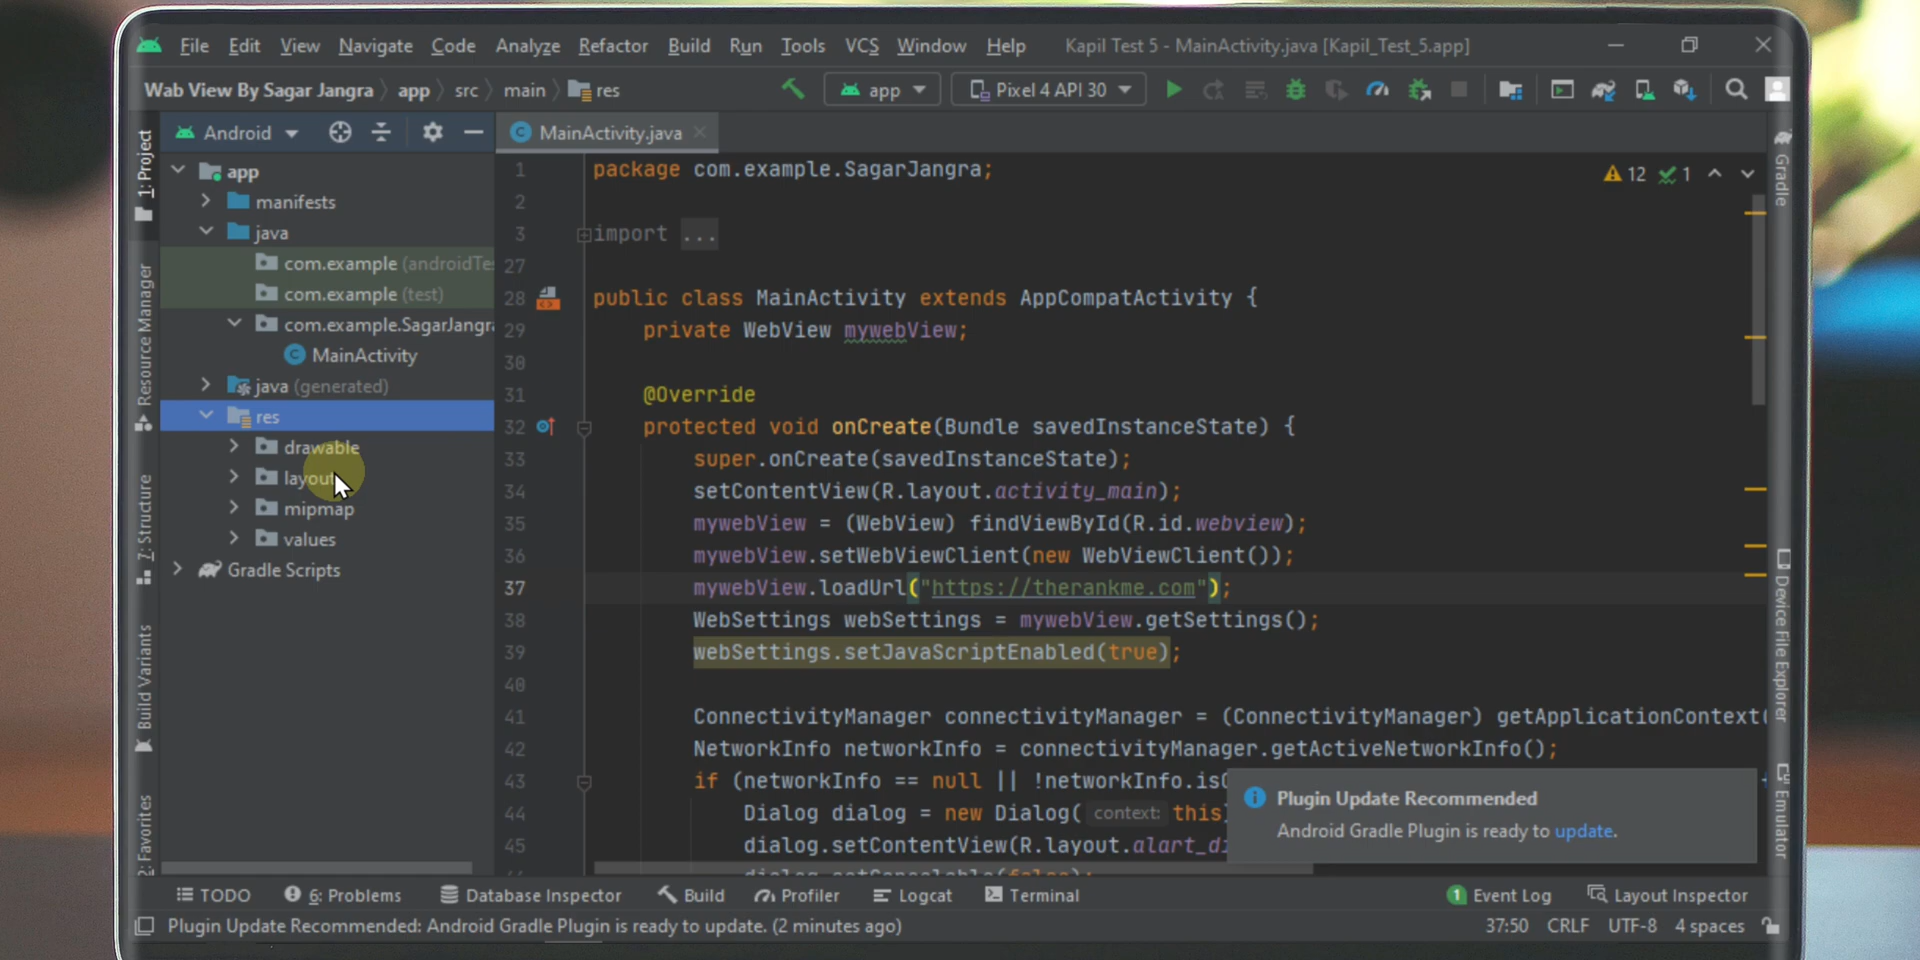 File Edit View Navigate Code Analyze Refactor Build Run Tools VCS Window Help Kapil Test 5 - MainActivity.java [Kapil_Test_5.app]
Wab View By Sagar Jangra app src main res app Pixel 4 API 30
1: Project
Resource Manager
7: Structure
Build Variants
2: Favorites
Android
app
manifests
java
com.example (androidTes
com.example (test)
com.example.SagarJangra
MainActivity
java (generated)
res
drawable
layout
mipmap
values
Gradle Scripts
MainActivity.java
12 1
1 package com.example.SagarJangra;
2
3 import ...
27
28 public class MainActivity extends AppCompatActivity {
29 private WebView mywebView;
30
31 @Override
32 protected void onCreate(Bundle savedInstanceState) {
33 super.onCreate(savedInstanceState);
34 setContentView(R.layout.activity_main);
35 mywebView = (WebView) findViewById(R.id.webview);
36 mywebView.setWebViewClient(new WebViewClient());
37 mywebView.loadUrl("https://therankme.com");
38 WebSettings webSettings = mywebView.getSettings();
39 webSettings.setJavaScriptEnabled(true);
40
41 ConnectivityManager connectivityManager = (ConnectivityManager) getApplicationContext(
42 NetworkInfo networkInfo = connectivityManager.getActiveNetworkInfo();
43 if (networkInfo == null || !networkInfo.isC
44 Dialog dialog = new Dialog( context: this)
45 dialog.setContentView(R.layout.alart_di
dialog.setCancelable(false);
Gradle
Device File Explorer
Emulator
Plugin Update Recommended
Android Gradle Plugin is ready to update.
TODO 6: Problems Database Inspector Build Profiler Logcat Terminal 1 Event Log Layout Inspector
Plugin Update Recommended: Android Gradle Plugin is ready to update. (2 minutes ago) 37:50 CRLF UTF-8 4 spaces